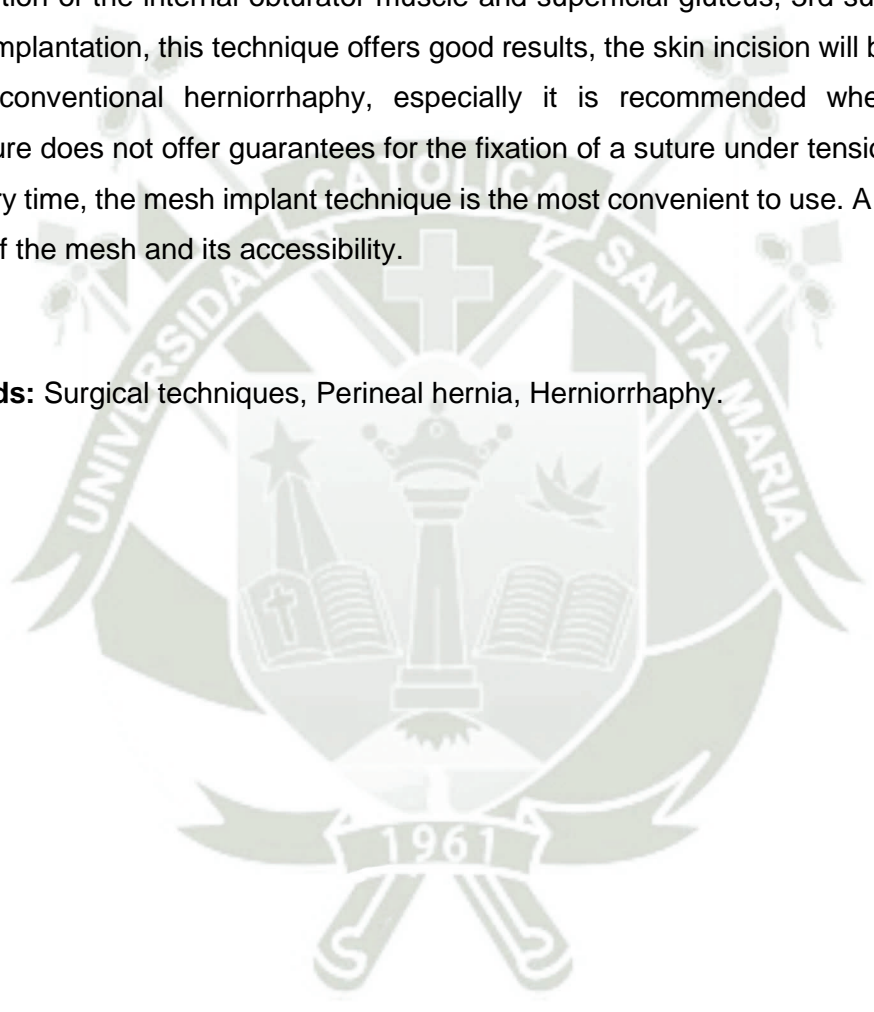 tion of the internal obturator muscle and superficial gluteus, 3rd su
mplantation, this technique offers good results, the skin incision will b
conventional herniorrhaphy, especially it is recommended whe
ure does not offer guarantees for the fixation of a suture under tensio
ry time, the mesh implant technique is the most convenient to use. A
f the mesh and its accessibility.
ds: Surgical techniques, Perineal hernia, Herniorrhaphy.
UNIVERSIDAD CATOLICA SANTA MARIA
1961